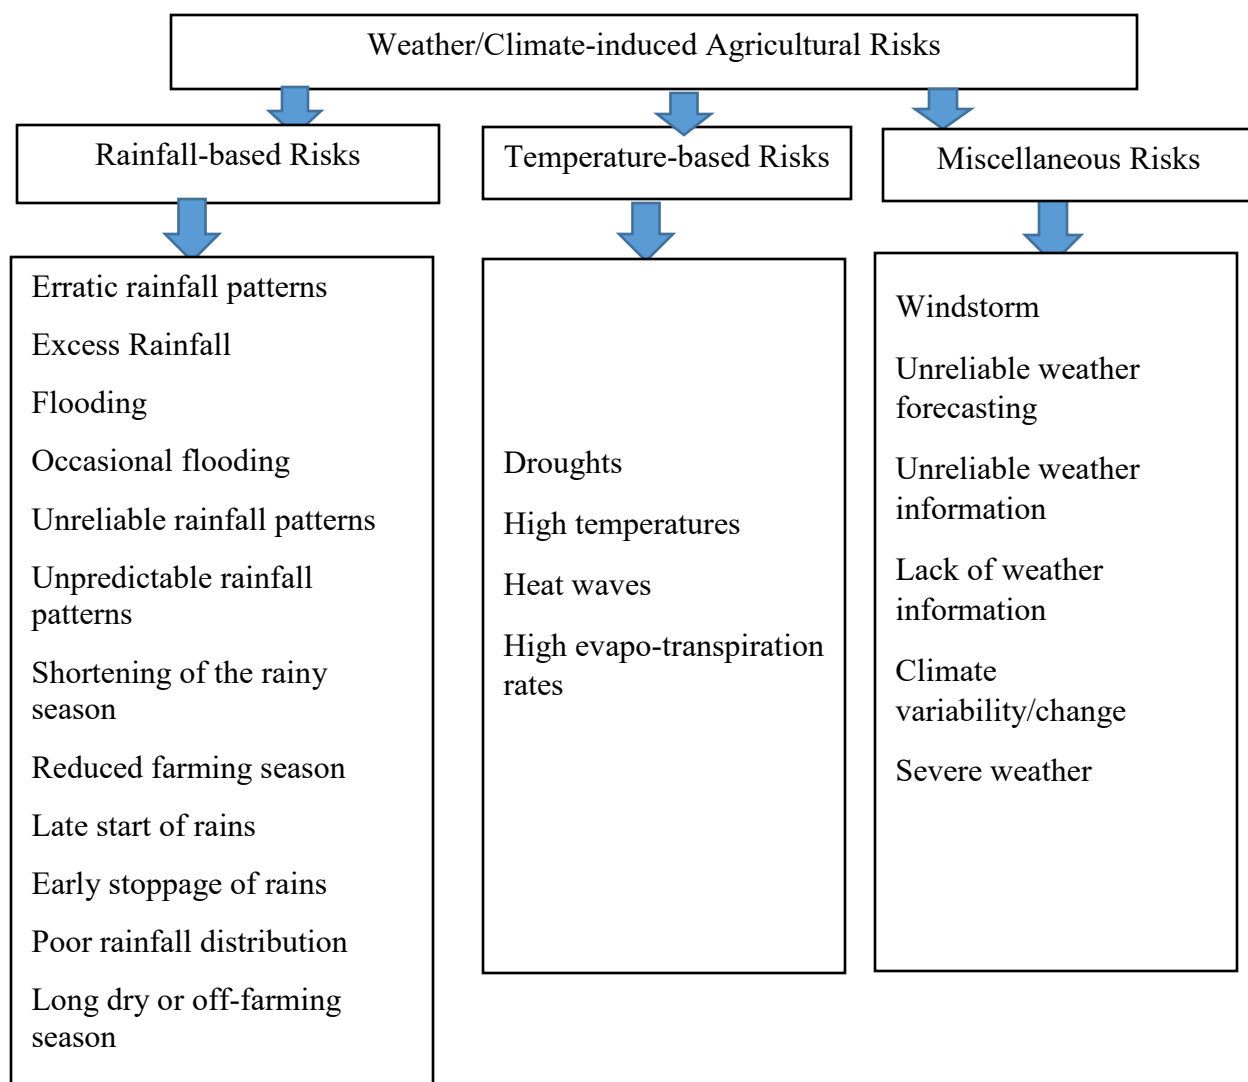 Weather/Climate-induced Agricultural Risks
Rainfall-based Risks
Erratic rainfall patterns
Excess Rainfall
Flooding
Occasional flooding
Unreliable rainfall patterns
Unpredictable rainfall
patterns
Shortening of the rainy
season
Reduced farming season
Late start of rains
Early stoppage of rains
Poor rainfall distribution
Long dry or off-farming
season
Temperature-based Risks
Droughts
High temperatures
Heat waves
High evapo-transpiration
rates
Miscellaneous Risks
Windstorm
Unreliable weather
forecasting
Unreliable weather
information
Lack of weather
information
Climate
variability/change
Severe weather